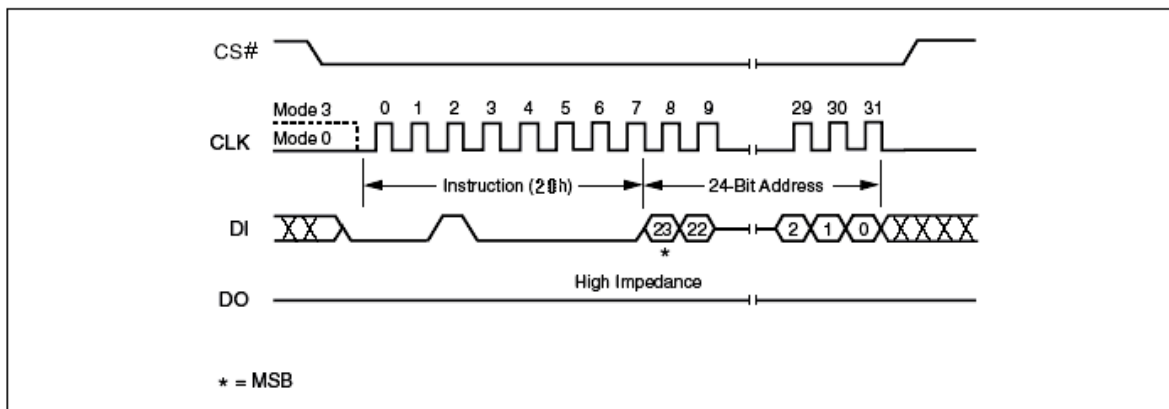 CS#
Mode 3
0 1 2 3 4 5 6 7 8 9 29 30 31
CLK
Mode 0
Instruction (20h) 24-Bit Address
DI 23 22 2 1 0
*
High Impedance
DO
* = MSB